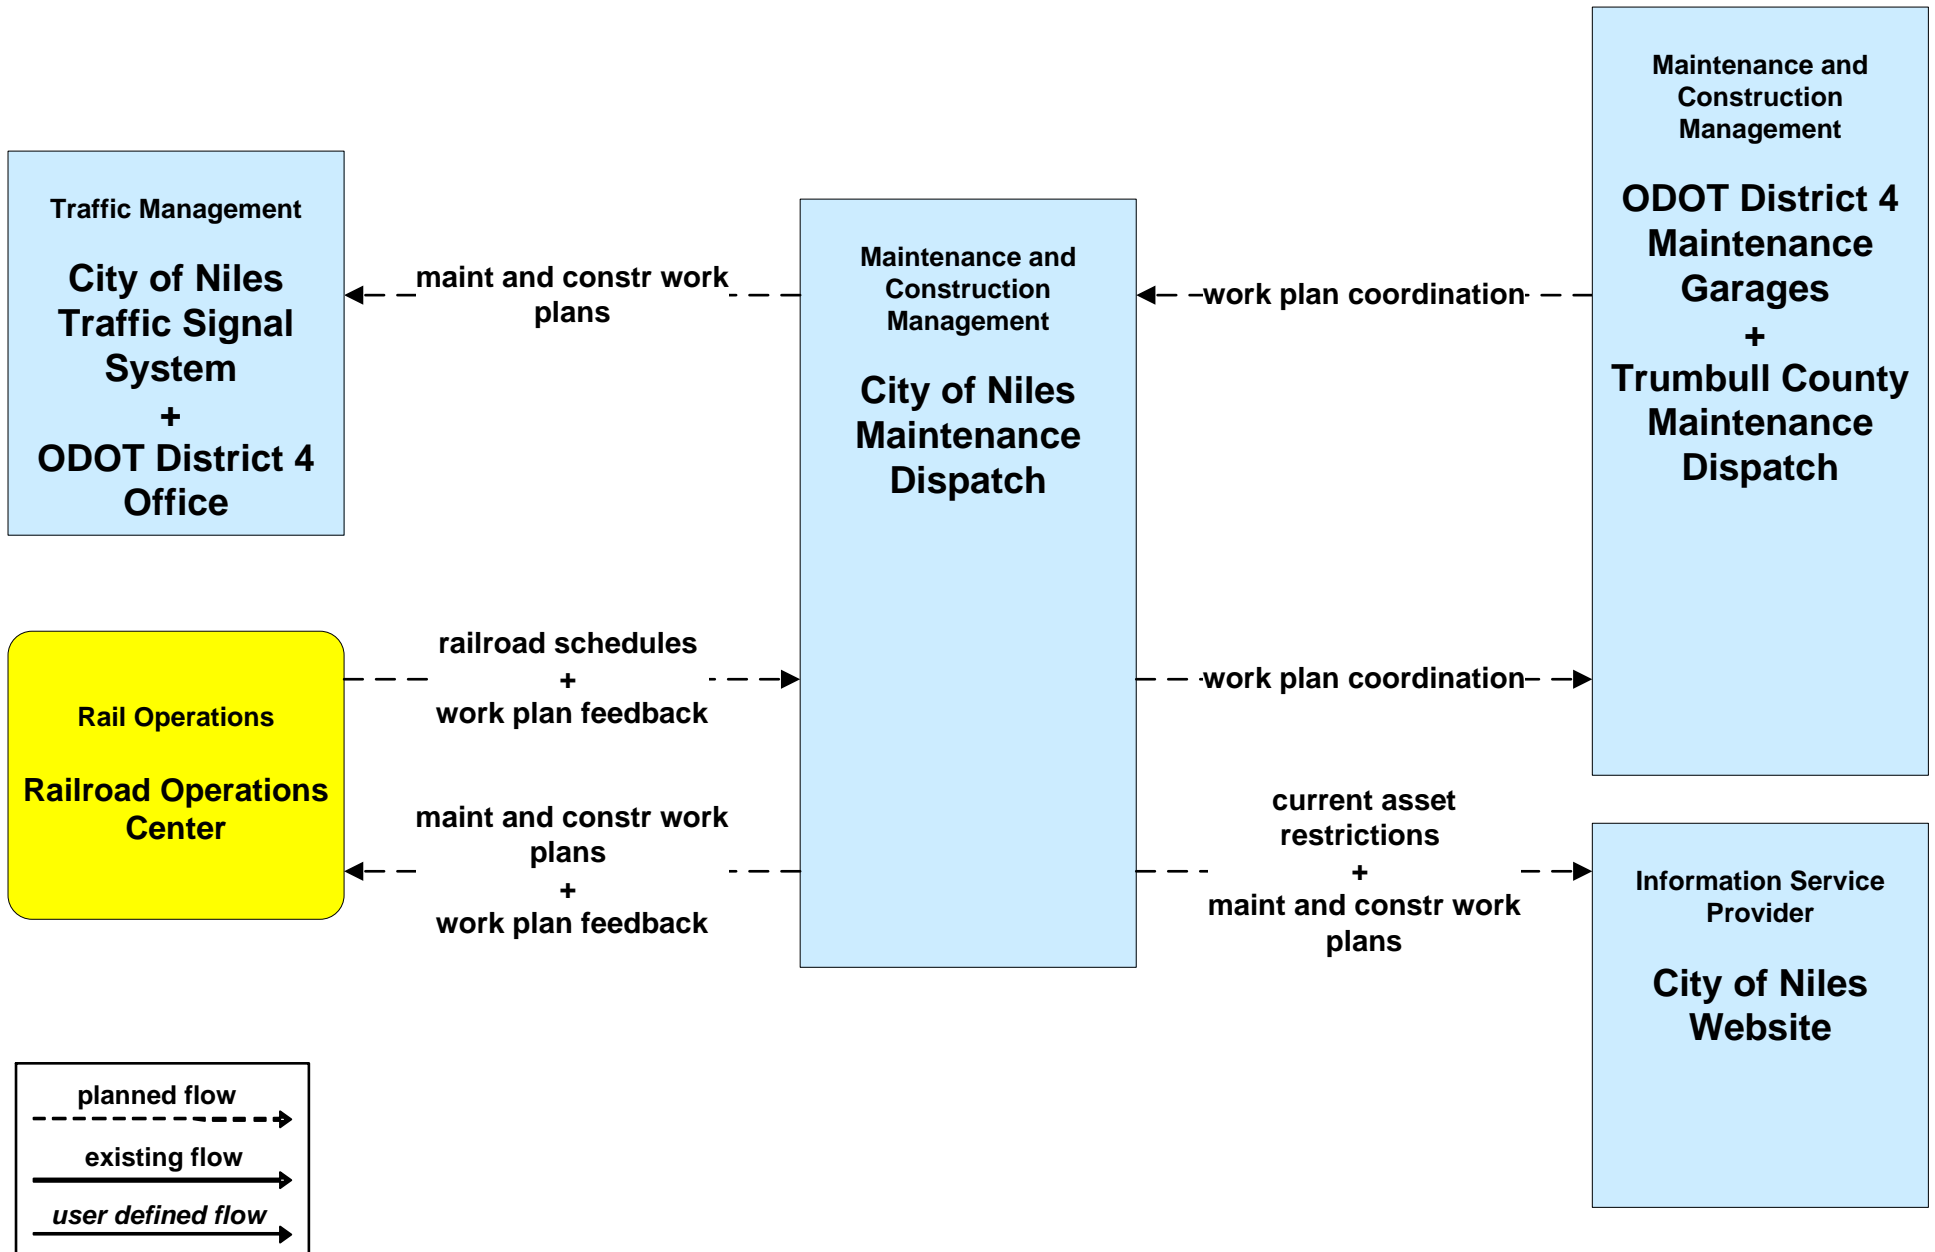 Maintenance and
Construction
Management
ODOT District 4
Maintenance
Garages
+
Trumbull County
Maintenance
Dispatch
Traffic Management
City of Niles
Traffic Signal
System
+
ODOT District 4
Office
maint and constr work
plans
Maintenance and
Construction
Management
City of Niles
Maintenance
Dispatch
work plan coordination
railroad schedules
+
work plan feedback
work plan coordination
Rail Operations
Railroad Operations
Center
maint and constr work
plans
+
work plan feedback
current asset
restrictions
+
maint and constr work
plans
Information Service
Provider
City of Niles
Website
planned flow
existing flow
user defined flow